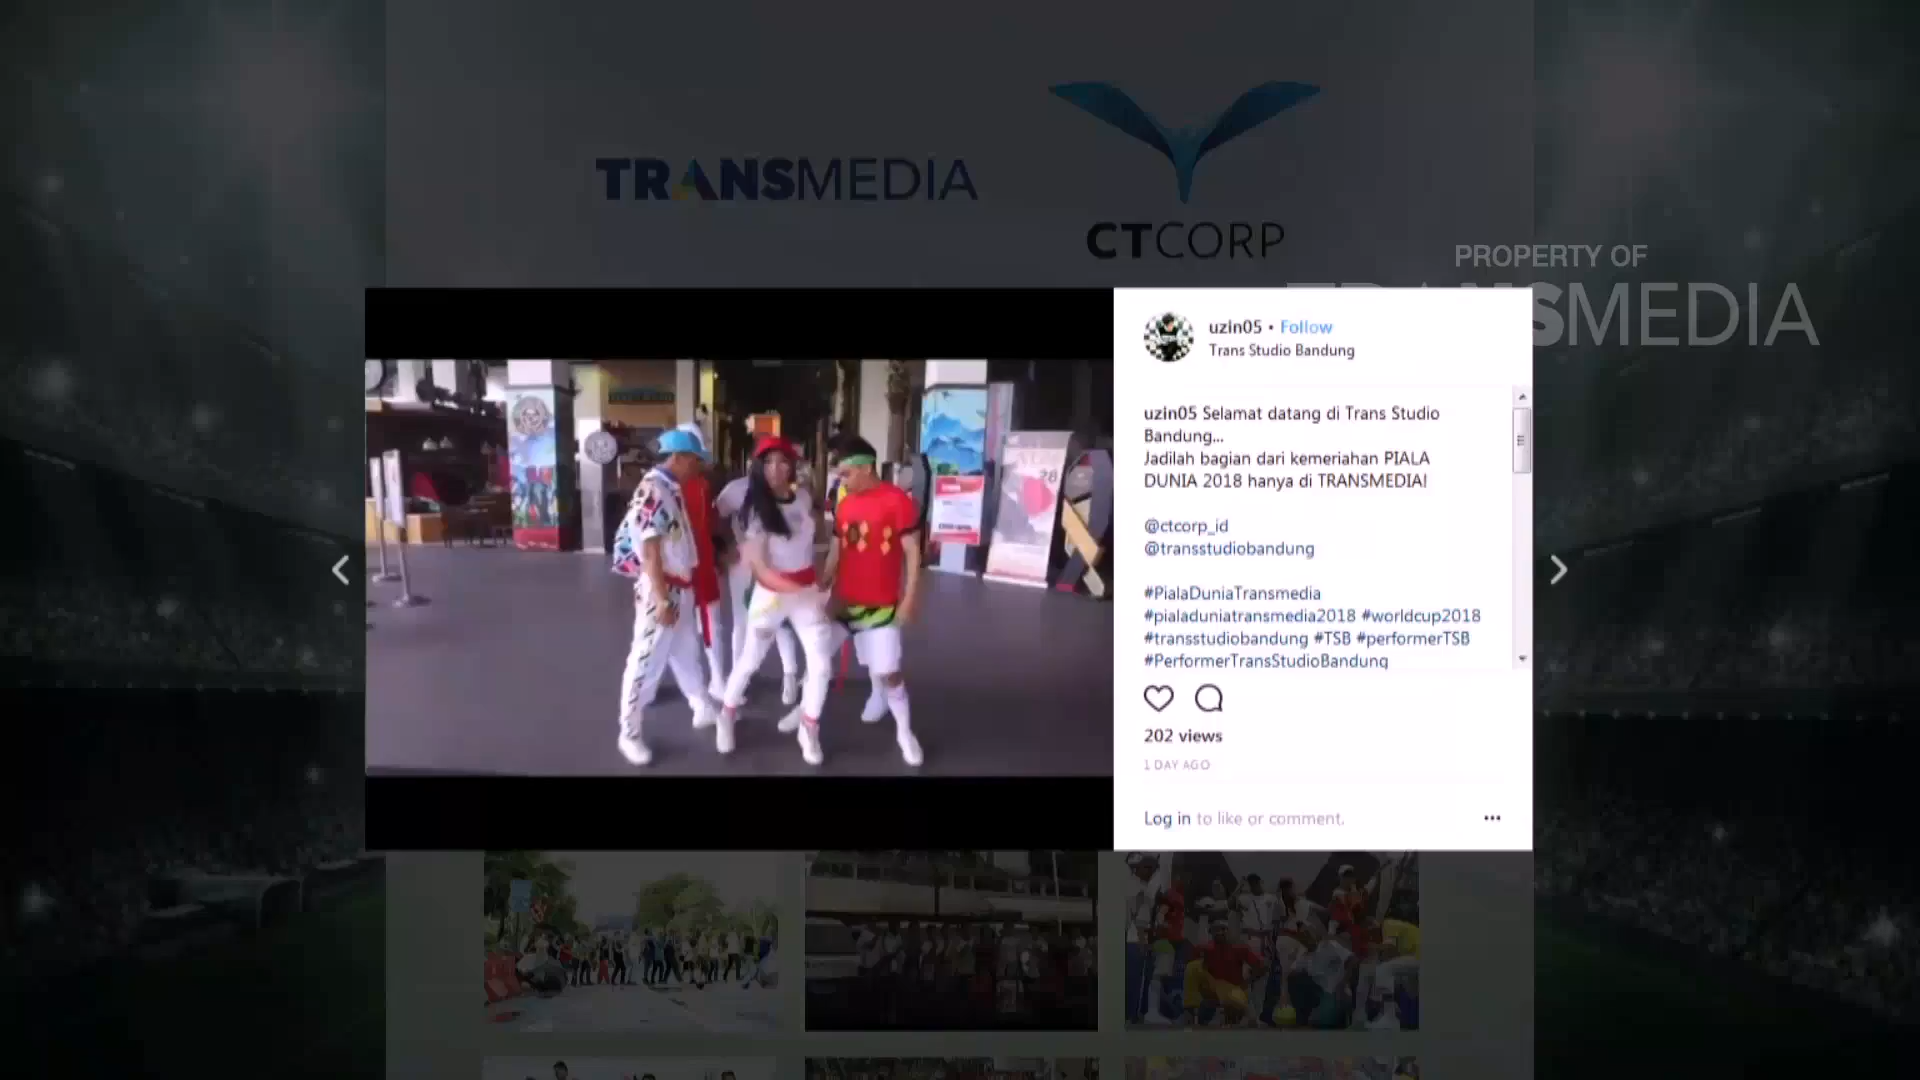 TRANSMEDIA
CTCORP
PROPERTY OF
TRANSMEDIA
uzin05 • Follow
Trans Studio Bandung
uzin05 Selamat datang di Trans Studio
Bandung...
Jadilah bagian dari kemeriahan PIALA
DUNIA 2018 hanya di TRANSMEDIA!
@ctcorp_id
@transstudiobandung
#PialaDuniaTransmedia
#pialaduniatransmedia2018 #worldcup2018
#transstudiobandung #TSB #performerTSB
#PerformerTransStudioBandung
202 views
1 DAY AGO
Log in to like or comment.
28